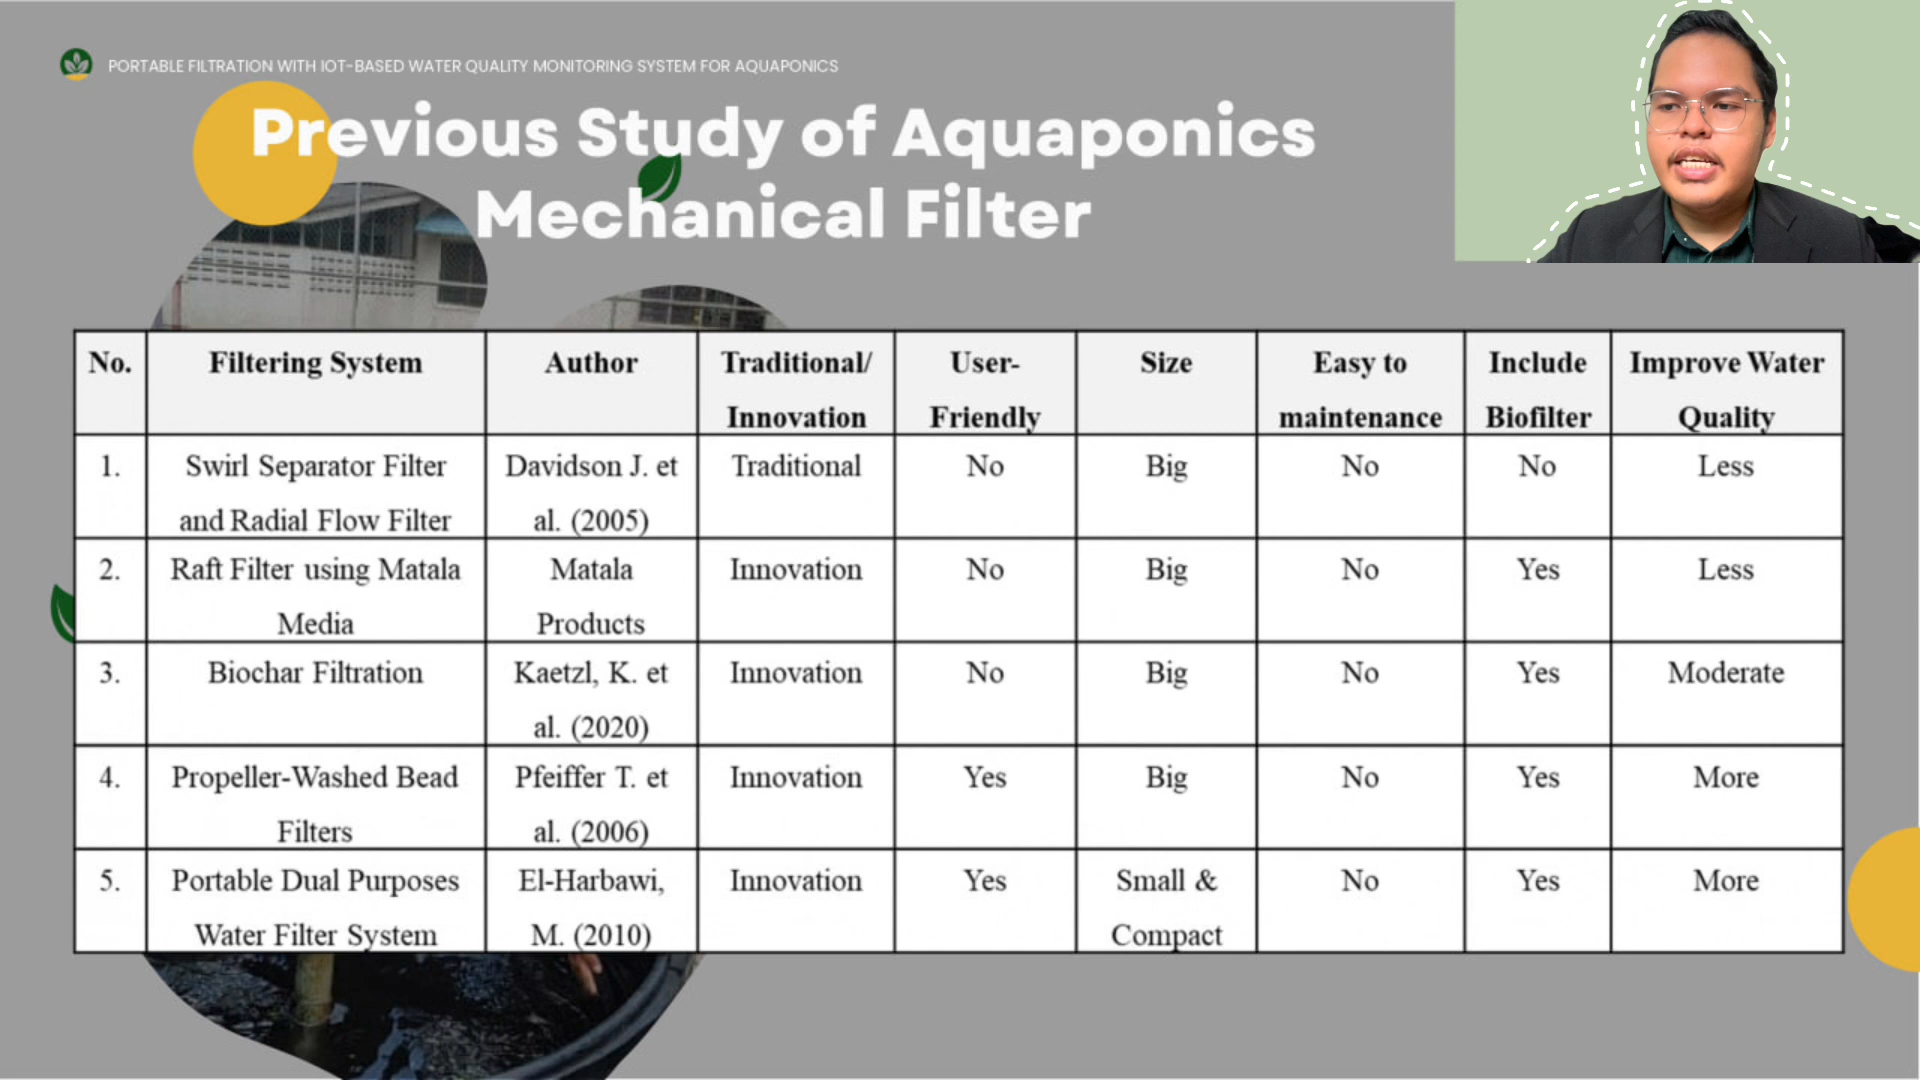 PORTABLE FILTRATION WITH IOT-BASED WATER QUALITY MONITORING SYSTEM FOR AQUAPONICS
Previous Study of Aquaponics
Mechanical Filter
No. Filtering System Author Traditional/ User- Size Easy to Include Improve Water
Innovation Friendly maintenance Biofilter Quality
1. Swirl Separator Filter Davidson J. et Traditional No Big No No Less
and Radial Flow Filter al. (2005)
2. Raft Filter using Matala Matala Innovation No Big No Yes Less
Media Products
3. Biochar Filtration Kaetzl, K. et Innovation No Big No Yes Moderate
al. (2020)
4. Propeller-Washed Bead Pfeiffer T. et Innovation Yes Big No Yes More
Filters al. (2006)
5. Portable Dual Purposes El-Harbawi, Innovation Yes Small & No Yes More
Water Filter System M. (2010) Compact